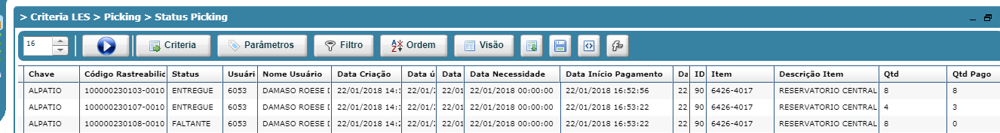 > Criteria LES > Picking > Status Picking
16 Criteria Parâmetros Filtro Ordem Visão
Chave Código Rastreabilid Status Usuári Nome Usuário Data Criação Data ú Data Data Necessidade Data Início Pagamento Da ID Item Descrição Item Qtd Qtd Pago
ALPATIO 100000230103-0010 ENTREGUE 6053 DAMASO ROESE 22/01/2018 14:1 22/01/2 22/01 22/01/2018 00:00:00 22/01/2018 16:52:56 22 90 6426-4017 RESERVATORIO CENTRAL 8 8
ALPATIO 100000230107-0010 ENTREGUE 6053 DAMASO ROESE 22/01/2018 14:1 22/01/2 22/01 22/01/2018 00:00:00 22/01/2018 16:53:22 22 90 6426-4017 RESERVATORIO CENTRAL 4 3
ALPATIO 100000230108-0010 FALTANTE 6053 DAMASO ROESE 22/01/2018 14:2 22/01/2 22/01 22/01/2018 00:00:00 22/01/2018 16:53:22 22 90 6426-4017 RESERVATORIO CENTRAL 8 0